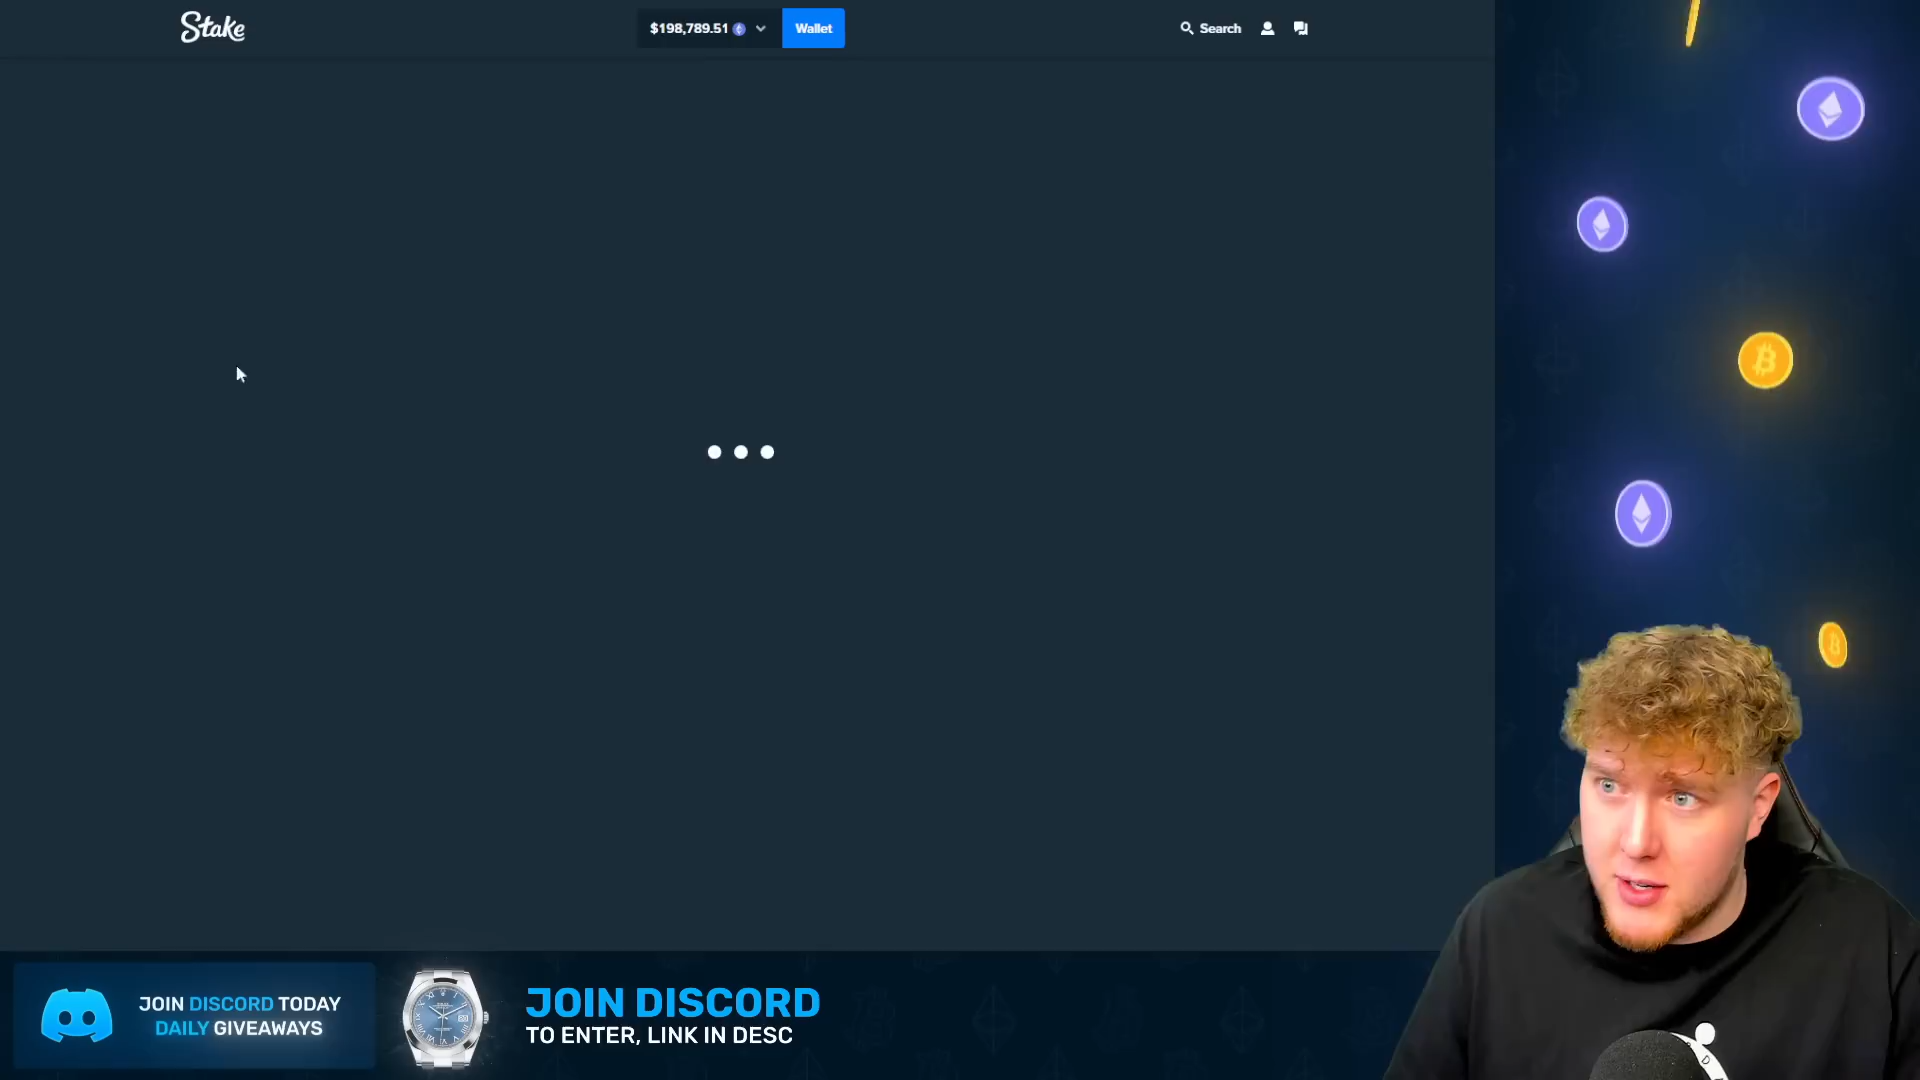 Stake
$198,789.51
Wallet
Search
JOIN DISCORD TODAY
DAILY GIVEAWAYS
JOIN DISCORD
TO ENTER, LINK IN DESC